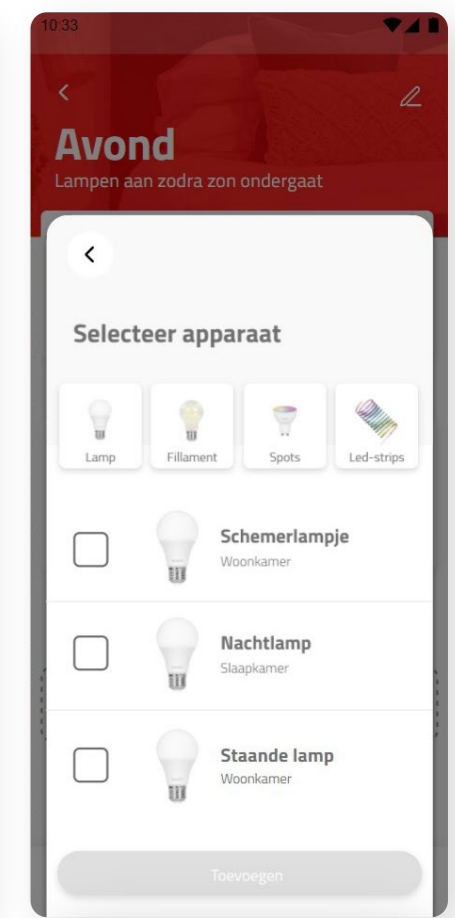 10:33
Avond
Lampen aan zodra zon ondergaat
Selecteer apparaat
Lamp
Fillament
Spots
Led-strips
Schemerlampje
Woonkamer
Nachtlamp
Slaapkamer
Staande lamp
Woonkamer
Toevoegen